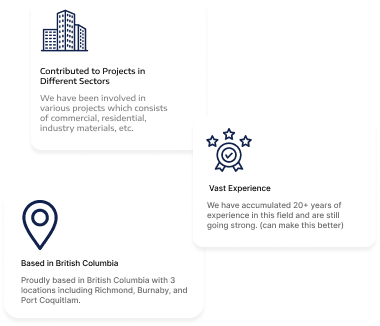 Contributed to Projects in
Different Sectors
We have been involved in
various projects which consists
of commercial, residential,
industry materials, etc.
Vast Experience
We have accumulated 20+ years of
experience in this field and are still
going strong. (can make this better)
Based in British Columbia
Proudly based in British Columbia with 3
locations including Richmond, Burnaby, and
Port Coquitlam.